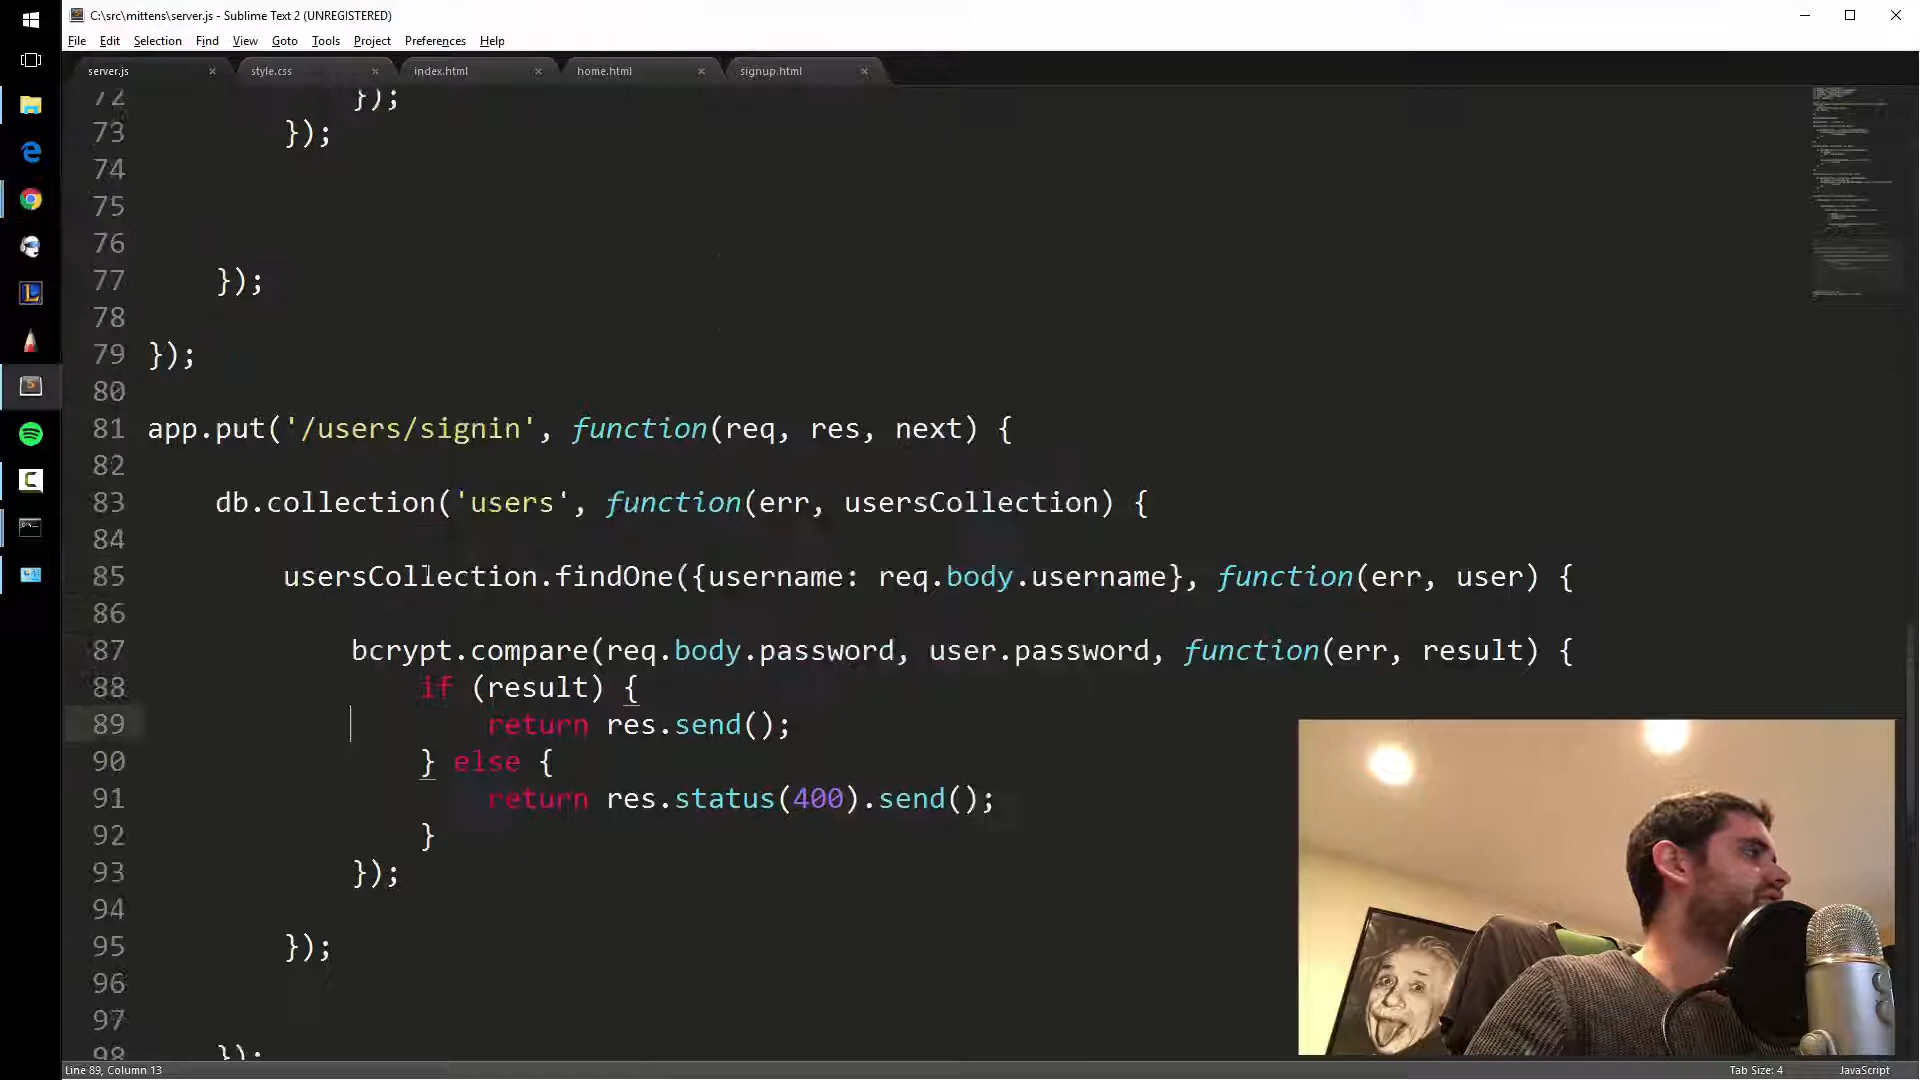 C:\src\mittens\server.js - Sublime Text 2 (UNREGISTERED)
File Edit Selection Find View Goto Tools Project Preferences Help
server.js × style.css × index.html × home.html × signup.html ×
72 });
73 });
74
75
76
77 });
78
79 });
80
81 app.put('/users/signin', function(req, res, next) {
82
83 db.collection('users', function(err, usersCollection) {
84
85 usersCollection.findOne({username: req.body.username}, function(err, user) {
86
87 bcrypt.compare(req.body.password, user.password, function(err, result) {
88 if (result) {
89 return res.send();
90 } else {
91 return res.status(400).send();
92 }
93 });
94
95 });
96
97
98 });
Line 89, Column 13
Tab Size: 4 JavaScript